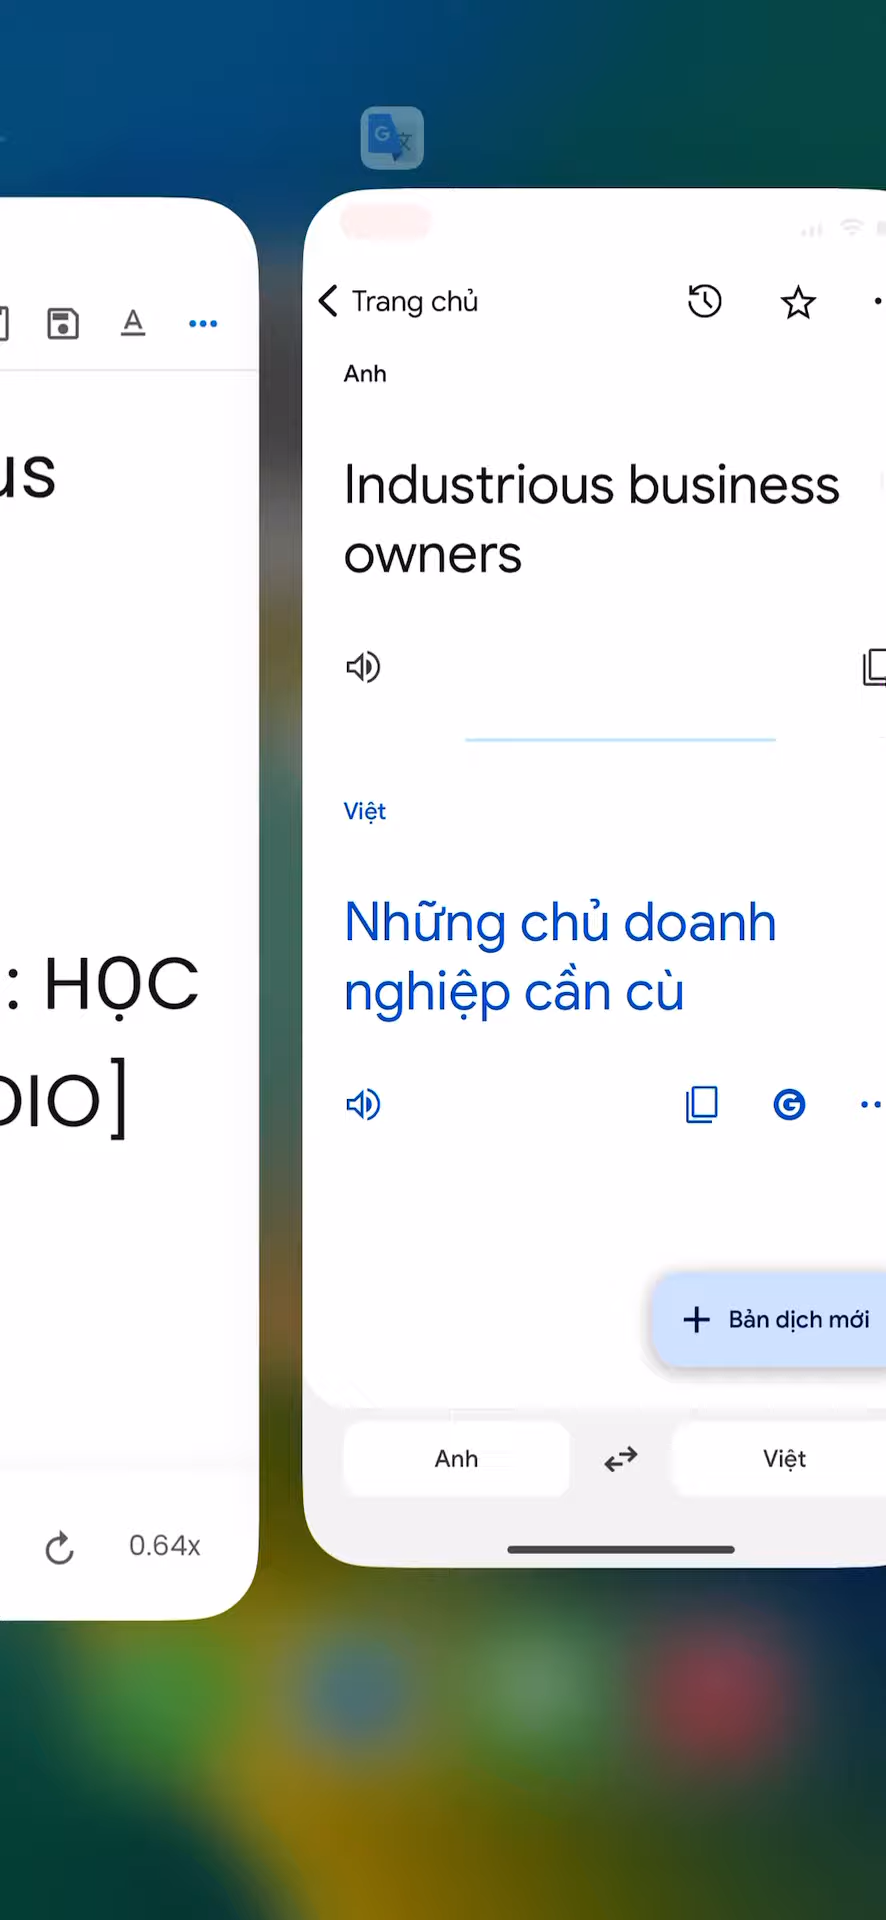 us
: HỌC
DIO]
0.64x
Trang chủ
Anh
Industrious business
owners
Việt
Những chủ doanh
nghiệp cần cù
Bản dịch mới
Anh
Việt